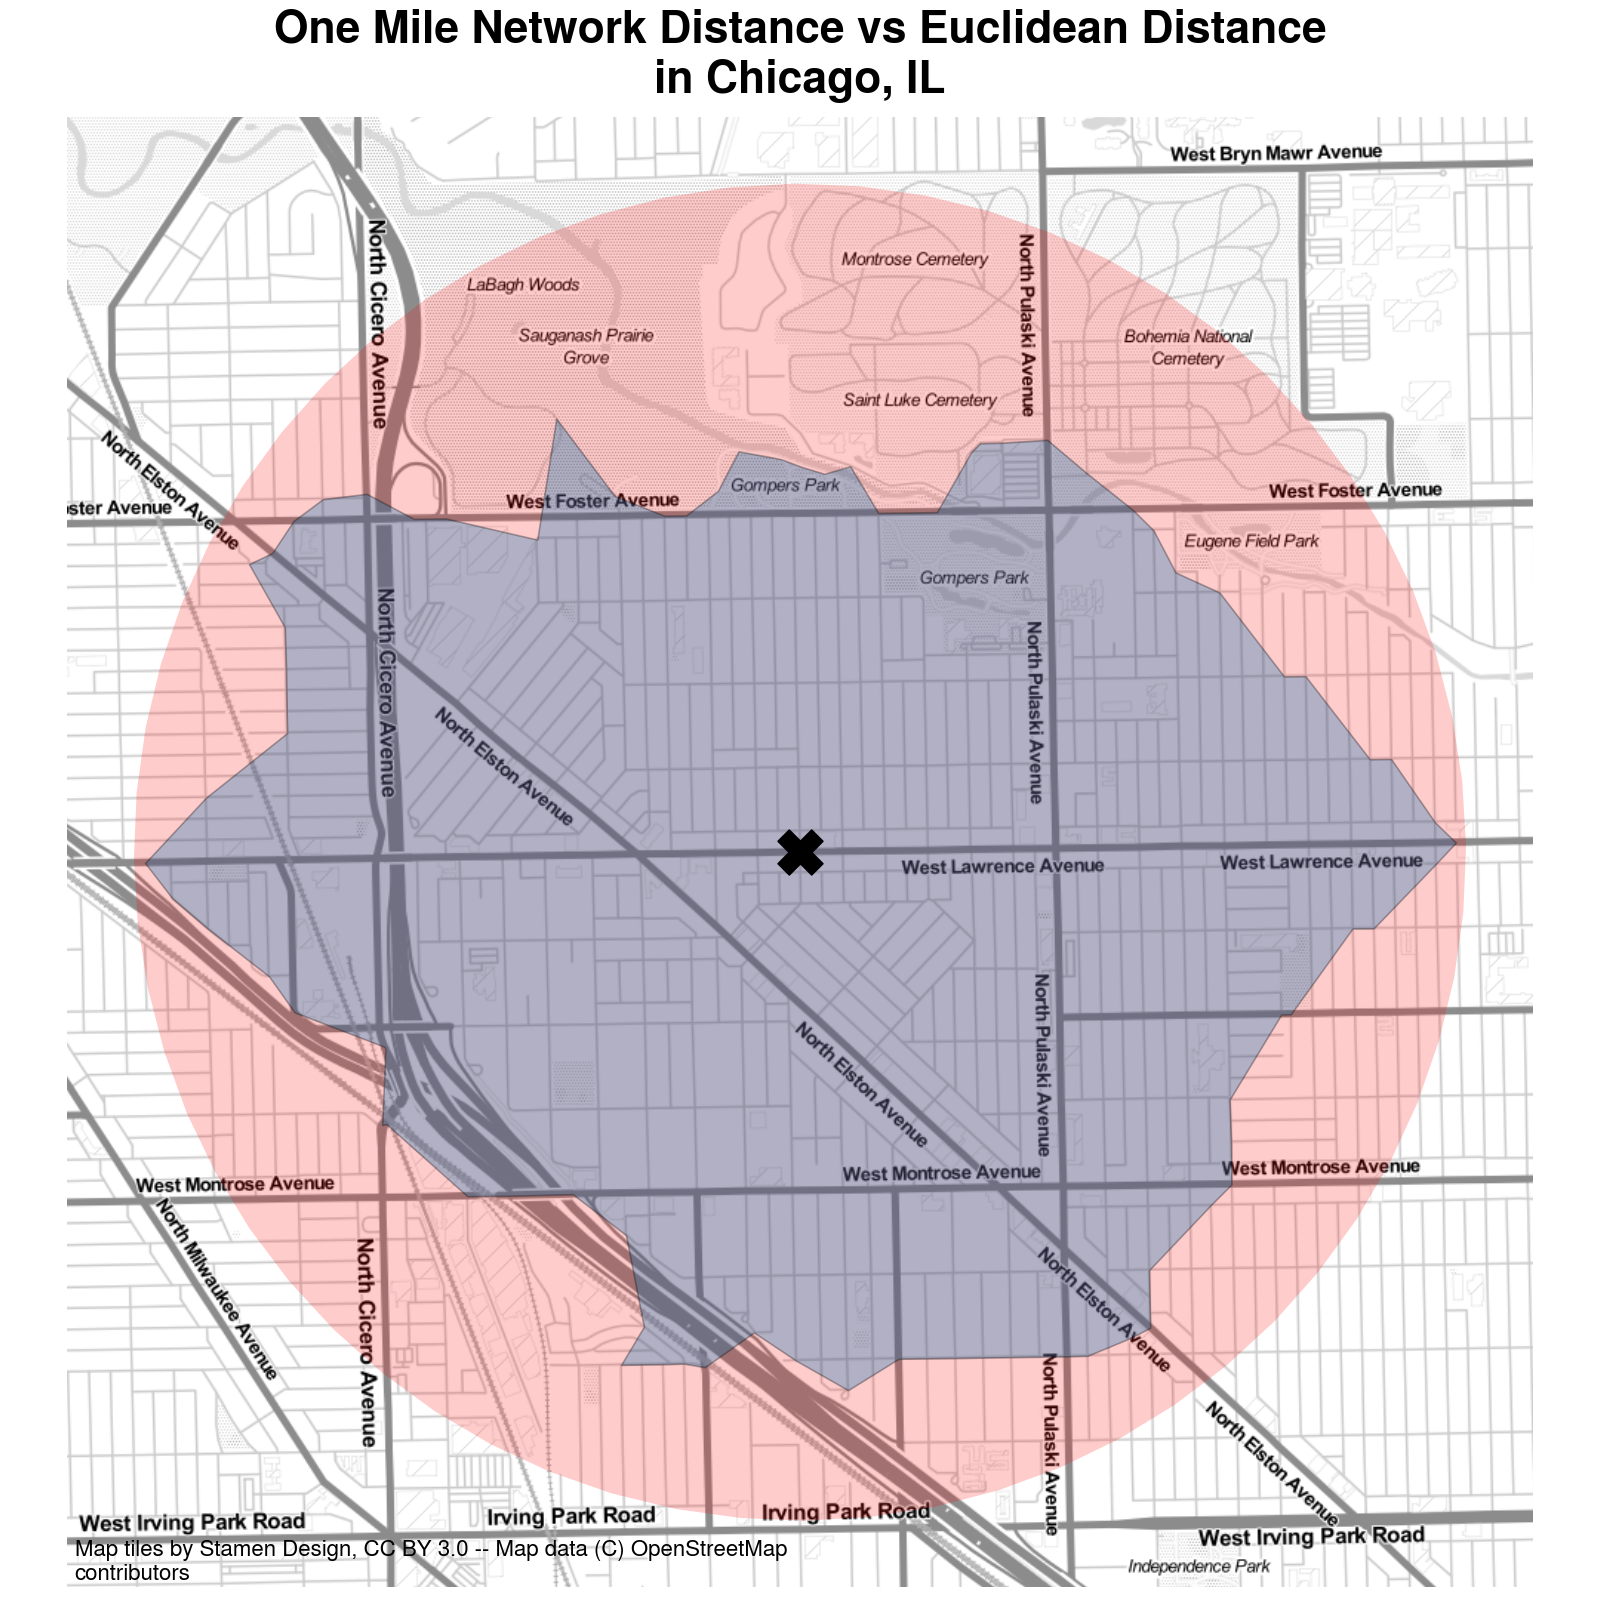 One Mile Network Distance vs Euclidean Distance
in Chicago, IL
West Bryn Mawr Avenue
North Cicero Avenue
North Pulaski Avenue
Montrose Cemetery
LaBagh Woods
Sauganash Prairie
Grove
Bohemia National
Cemetery
Saint Luke Cemetery
North Elston Avenue
Gompers Park
West Foster Avenue
West Foster Avenue
oster Avenue
Eugene Field Park
Gompers Park
North Cicero Avenue
North Pulaski Avenue
North Elston Avenue
West Lawrence Avenue
West Lawrence Avenue
North Pulaski Avenue
North Elston Avenue
West Montrose Avenue
West Montrose Avenue
West Montrose Avenue
North Milwaukee Avenue
North Cicero Avenue
North Elston Avenue
North Pulaski Avenue
North Elston Avenue
West Irving Park Road
Irving Park Road
Irving Park Road
West Irving Park Road
Map tiles by Stamen Design, CC BY 3.0 -- Map data (C) OpenStreetMap
contributors
Independence Park